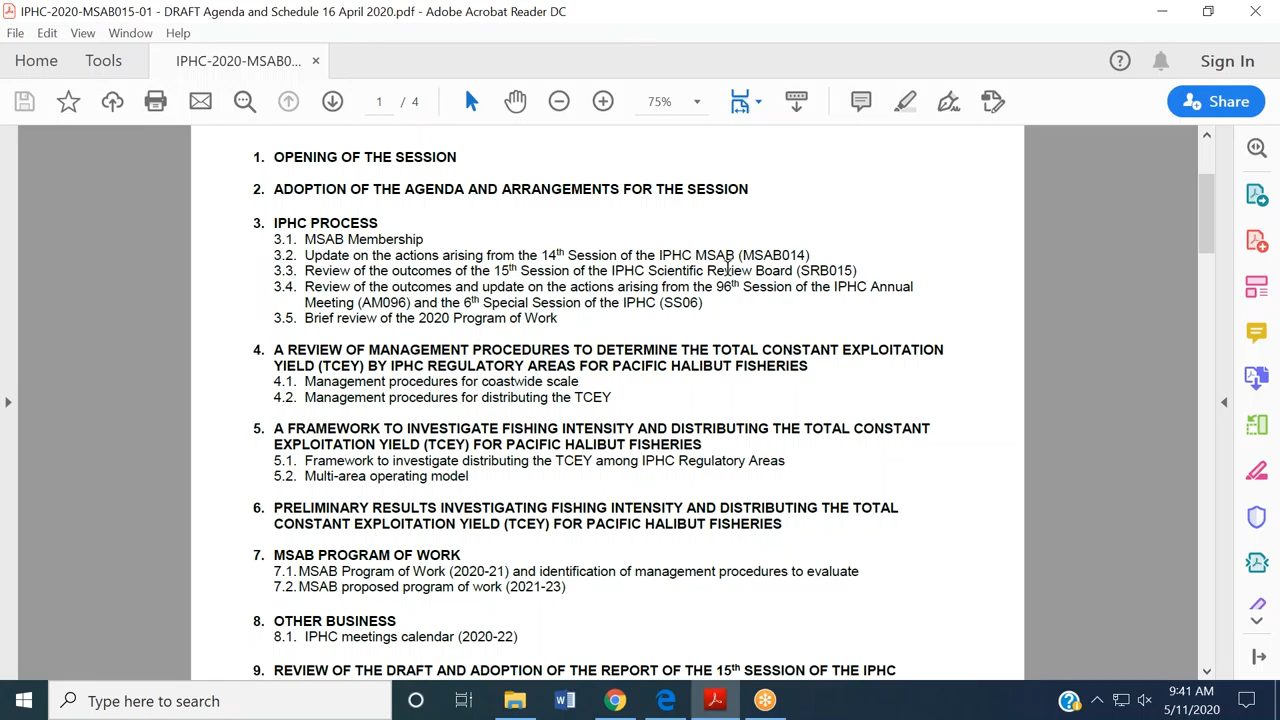 IPHC-2020-MSAB015-01 - DRAFT Agenda and Schedule 16 April 2020.pdf - Adobe Acrobat Reader DC
File Edit View Window Help
Home Tools IPHC-2020-MSAB0... × Sign In
1 / 4 75% Share
1. OPENING OF THE SESSION
2. ADOPTION OF THE AGENDA AND ARRANGEMENTS FOR THE SESSION
3. IPHC PROCESS
3.1. MSAB Membership
3.2. Update on the actions arising from the 14th Session of the IPHC MSAB (MSAB014)
3.3. Review of the outcomes of the 15th Session of the IPHC Scientific Review Board (SRB015)
3.4. Review of the outcomes and update on the actions arising from the 96th Session of the IPHC Annual
Meeting (AM096) and the 6th Special Session of the IPHC (SS06)
3.5. Brief review of the 2020 Program of Work
4. A REVIEW OF MANAGEMENT PROCEDURES TO DETERMINE THE TOTAL CONSTANT EXPLOITATION
YIELD (TCEY) BY IPHC REGULATORY AREAS FOR PACIFIC HALIBUT FISHERIES
4.1. Management procedures for coastwide scale
4.2. Management procedures for distributing the TCEY
5. A FRAMEWORK TO INVESTIGATE FISHING INTENSITY AND DISTRIBUTING THE TOTAL CONSTANT
EXPLOITATION YIELD (TCEY) FOR PACIFIC HALIBUT FISHERIES
5.1. Framework to investigate distributing the TCEY among IPHC Regulatory Areas
5.2. Multi-area operating model
6. PRELIMINARY RESULTS INVESTIGATING FISHING INTENSITY AND DISTRIBUTING THE TOTAL
CONSTANT EXPLOITATION YIELD (TCEY) FOR PACIFIC HALIBUT FISHERIES
7. MSAB PROGRAM OF WORK
7.1. MSAB Program of Work (2020-21) and identification of management procedures to evaluate
7.2. MSAB proposed program of work (2021-23)
8. OTHER BUSINESS
8.1. IPHC meetings calendar (2020-22)
9. REVIEW OF THE DRAFT AND ADOPTION OF THE REPORT OF THE 15th SESSION OF THE IPHC
Type here to search
9:41 AM
5/11/2020